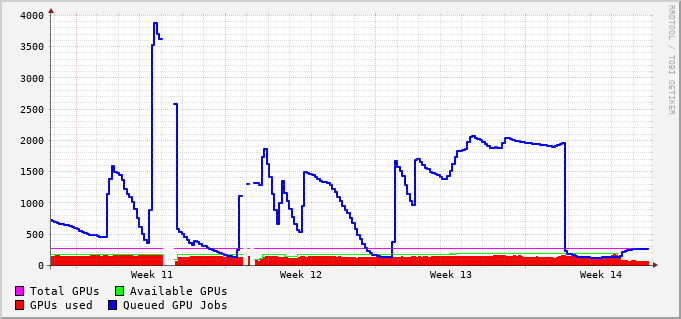 4000
3500
3000
2500
2000
1500
1000
500
0
Week 11 Week 12 Week 13 Week 14
Total GPUs Available GPUs
GPUs used Queued GPU Jobs
RRDTOOL / TOBI OETIKER